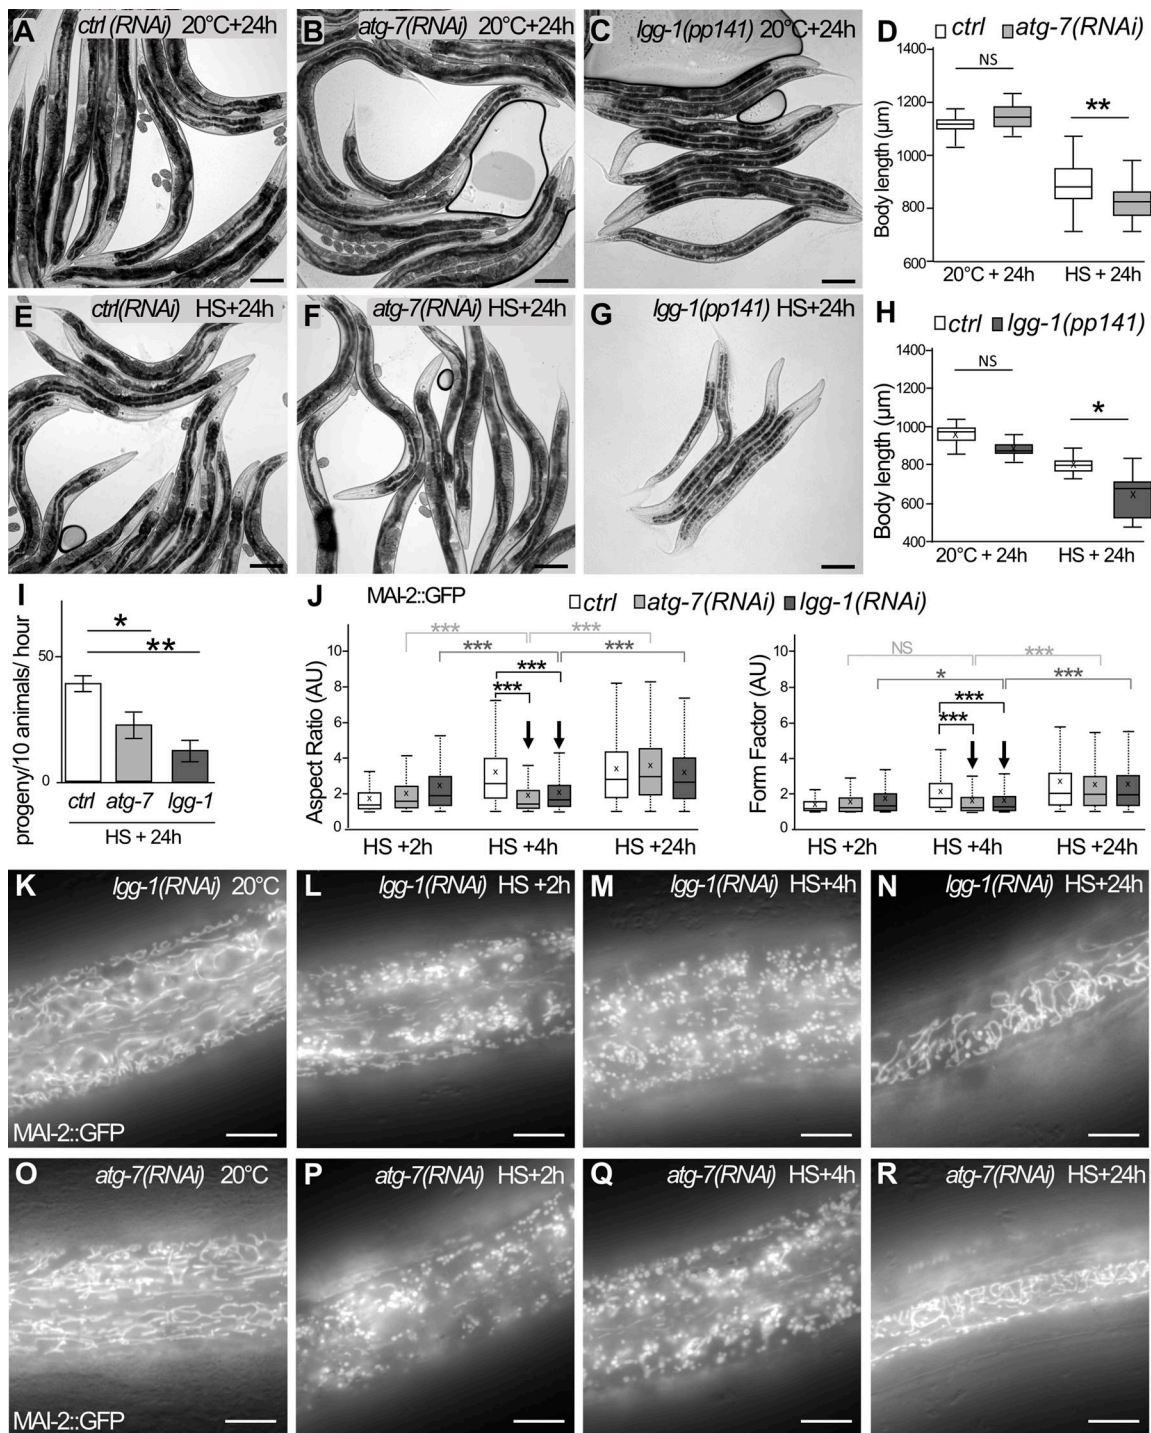 A ctrl (RNAi) 20°C+24h
B atg-7(RNAi) 20°C+24h
C lgg-1(pp141) 20°C+24h
D ctrl atg-7(RNAi)
1400
1200
1000
800
600
Body length (µm)
NS
**
20°C + 24h HS + 24h
E ctrl(RNAi) HS+24h
F atg-7(RNAi) HS+24h
G lgg-1(pp141) HS+24h
H ctrl lgg-1(pp141)
1400
1200
1000
800
600
400
Body length (µm)
NS
*
20°C + 24h HS + 24h
I
progeny/10 animals/ hour
50
0
*
**
ctrl atg-7 lgg-1
HS + 24h
J MAI-2::GFP ctrl atg-7(RNAi) lgg-1(RNAi)
Aspect Ratio (AU)
10
8
6
4
2
0
*** ***
*** ***
***
***
HS +2h HS +4h HS +24h
Form Factor (AU)
10
8
6
4
2
0
NS ***
* ***
***
***
HS +2h HS +4h HS +24h
K lgg-1(RNAi) 20°C
MAI-2::GFP
L lgg-1(RNAi) HS +2h
M lgg-1(RNAi) HS+4h
N lgg-1(RNAi) HS+24h
O atg-7(RNAi) 20°C
MAI-2::GFP
P atg-7(RNAi) HS+2h
Q atg-7(RNAi) HS+4h
R atg-7(RNAi) HS+24h